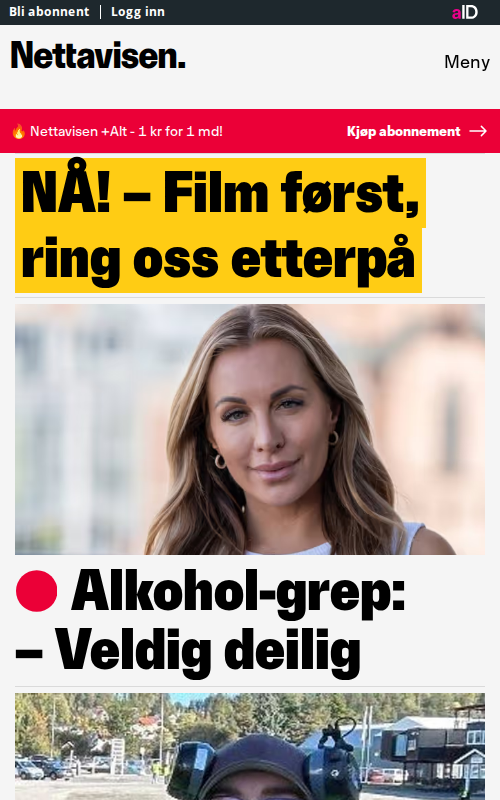 Bli abonnent | Logg inn
aID
Nettavisen.
Meny
🔥 Nettavisen +Alt - 1 kr for 1 md!
Kjøp abonnement →
NÅ! – Film først,
ring oss etterpå
Alkohol-grep:
– Veldig deilig